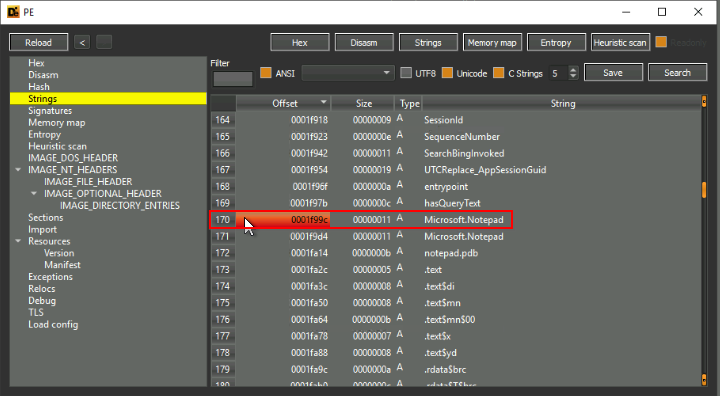 PE
Reload < Hex Disasm Strings Memory map Entropy Heuristic scan Readonly
Filter
ANSI UTF8 Unicode C Strings 5 Save Search
Hex
Disasm
Hash
Strings
Signatures
Memory map
Entropy
Heuristic scan
IMAGE_DOS_HEADER
IMAGE_NT_HEADERS
IMAGE_FILE_HEADER
IMAGE_OPTIONAL_HEADER
IMAGE_DIRECTORY_ENTRIES
Sections
Import
Resources
Version
Manifest
Exceptions
Relocs
Debug
TLS
Load config
Offset Size Type String
164 0001f918 00000009 A SessionId
165 0001f923 0000000e A SequenceNumber
166 0001f942 00000011 A SearchBingInvoked
167 0001f954 00000019 A UTCReplace_AppSessionGuid
168 0001f96f 0000000a A entrypoint
169 0001f97b 0000000c A hasQueryText
170 0001f99c 00000011 A Microsoft.Notepad
171 0001f9d4 00000011 A Microsoft.Notepad
172 0001fa14 0000000b A notepad.pdb
173 0001fa2c 00000005 A .text
174 0001fa3c 00000008 A .text$di
175 0001fa50 00000008 A .text$mn
176 0001fa64 0000000b A .text$mn$00
177 0001fa78 00000007 A .text$x
178 0001fa88 00000008 A .text$yd
179 0001fa9c 0000000a A .rdata$brc
180 0001fab0 0000000c A .rdata$T$brc